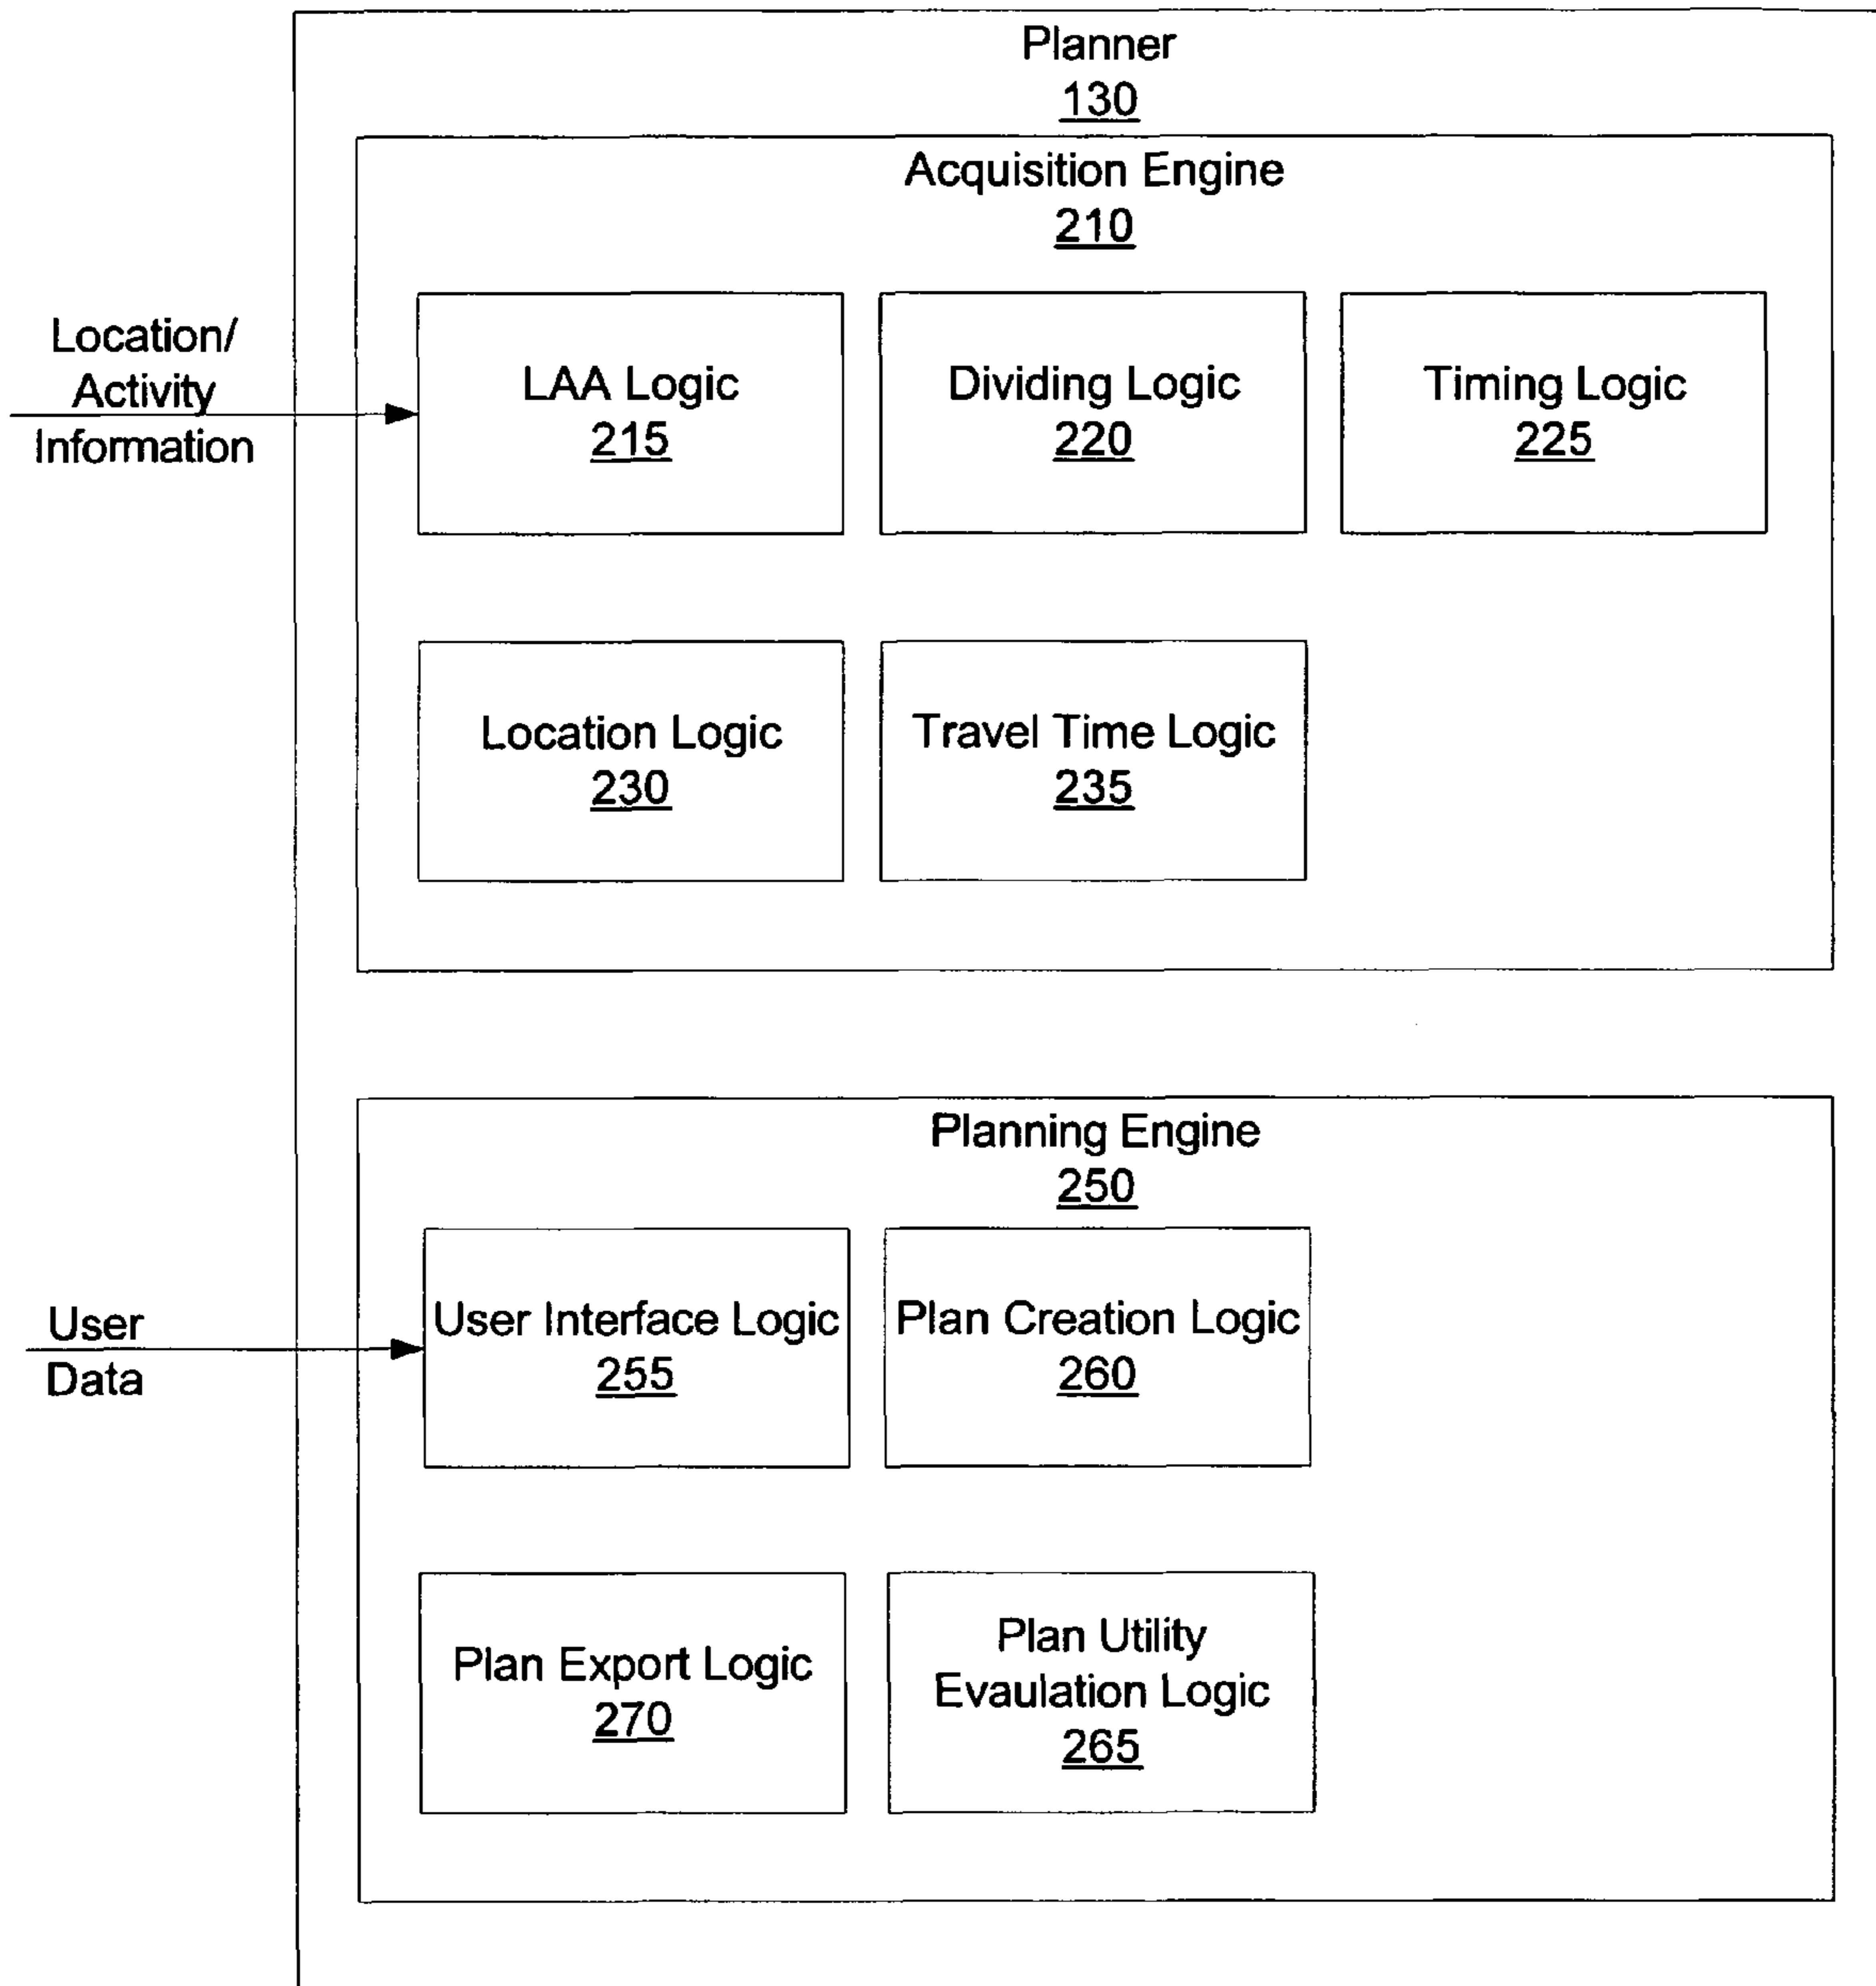 Planner
130
Acquisition Engine
210
Location/
Activity
Information
LAA Logic
215
Dividing Logic
220
Timing Logic
225
Location Logic
230
Travel Time Logic
235
Planning Engine
250
User
Data
User Interface Logic
255
Plan Creation Logic
260
Plan Export Logic
270
Plan Utility
Evaulation Logic
265